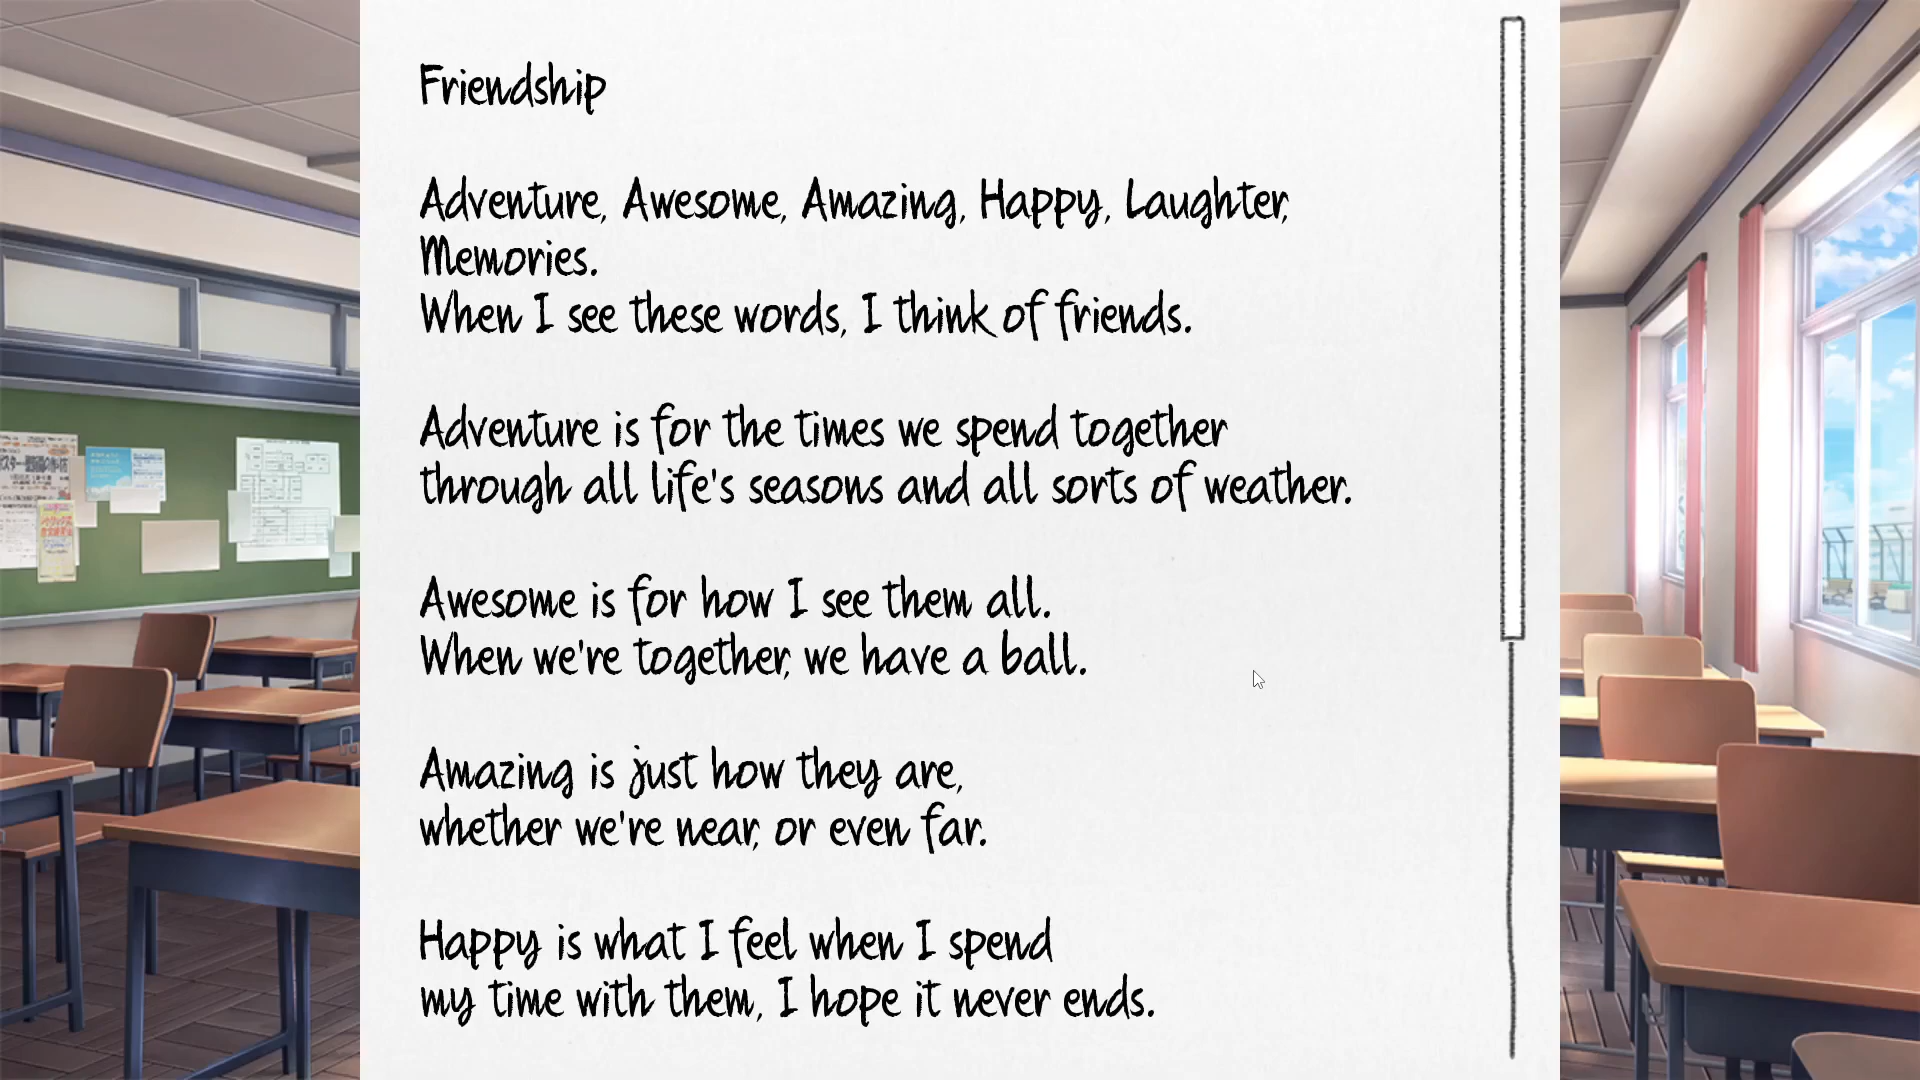 Friendship
Adventure, Awesome, Amazing, Happy, Laughter,
Memories.
When I see these words, I think of friends.
Adventure is for the times we spend together
through all life's seasons and all sorts of weather.
Awesome is for how I see them all.
When we're together, we have a ball.
Amazing is just how they are,
whether we're near, or even far.
Happy is what I feel when I spend
my time with them, I hope it never ends.